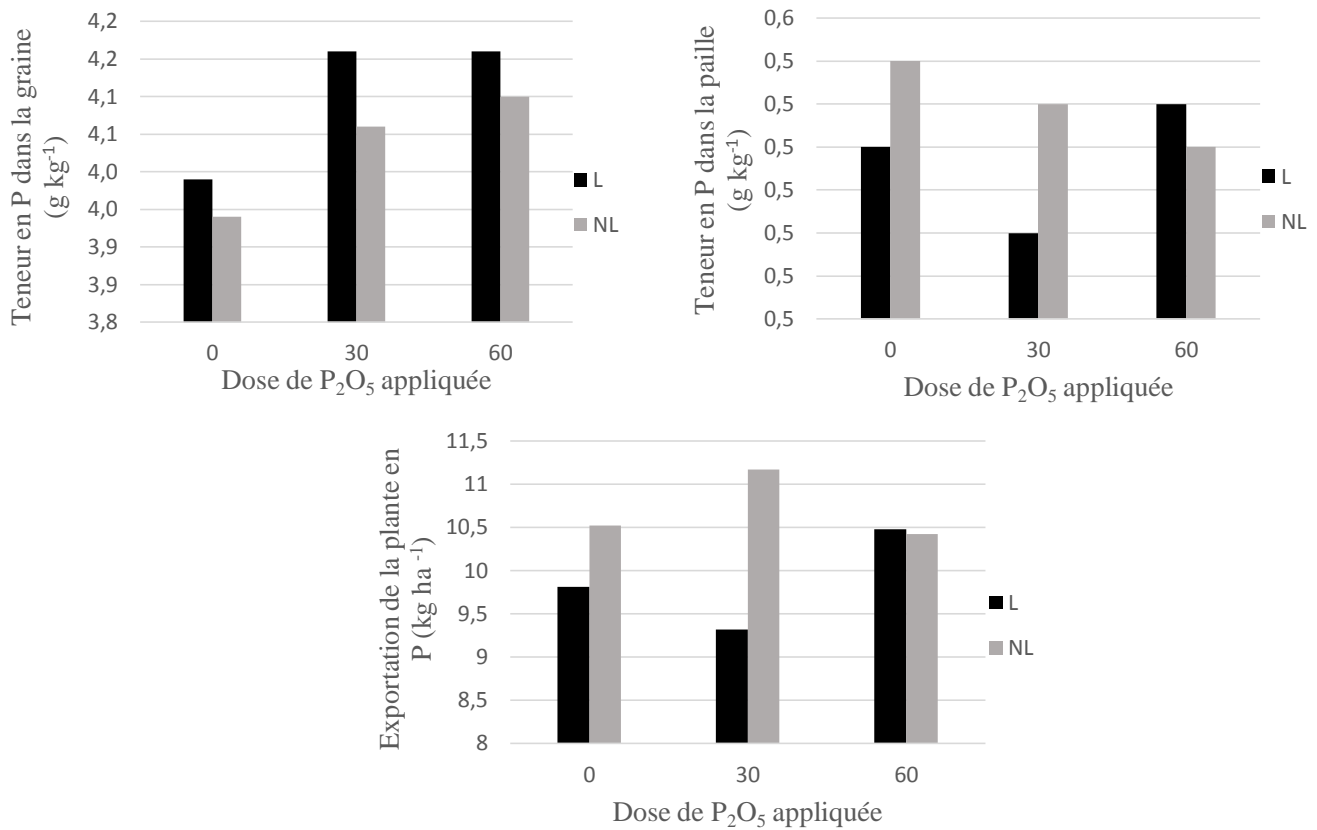 Teneur en P dans la graine
(g kg⁻¹)
4,2
4,2
4,1
4,1
4,0
4,0
3,9
3,9
3,8
0 30 60
Dose de P₂O₅ appliquée
L
NL
Teneur en P dans la paille
(g kg⁻¹)
0,6
0,5
0,5
0,5
0,5
0,5
0,5
0,5
0 30 60
Dose de P₂O₅ appliquée
L
NL
Exportation de la plante en
P (kg ha ⁻¹)
11,5
11
10,5
10
9,5
9
8,5
8
0 30 60
Dose de P₂O₅ appliquée
L
NL